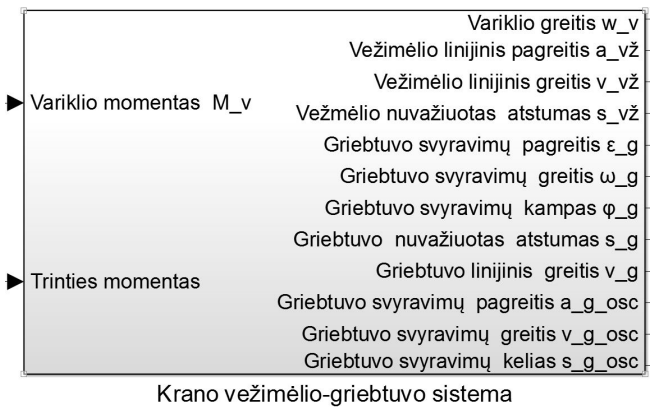 Variklio greitis w_v
Vežimėlio linijinis pagreitis a_vž
Vežimėlio linijinis greitis v_vž
Variklio momentas  M_v
Vežmėlio nuvažiuotas  atstumas s_vž
Griebtuvo svyravimų  pagreitis ε_g
Griebtuvo svyravimų  greitis ω_g
Griebtuvo svyravimų  kampas φ_g
Griebtuvo  nuvažiuotas  atstumas s_g
Griebtuvo linijinis  greitis v_g
Trinties momentas
Griebtuvo svyravimų  pagreitis a_g_osc
Griebtuvo svyravimų  greitis v_g_osc
Griebtuvo svyravimų  kelias s_g_osc
Krano vežimėlio-griebtuvo sistema